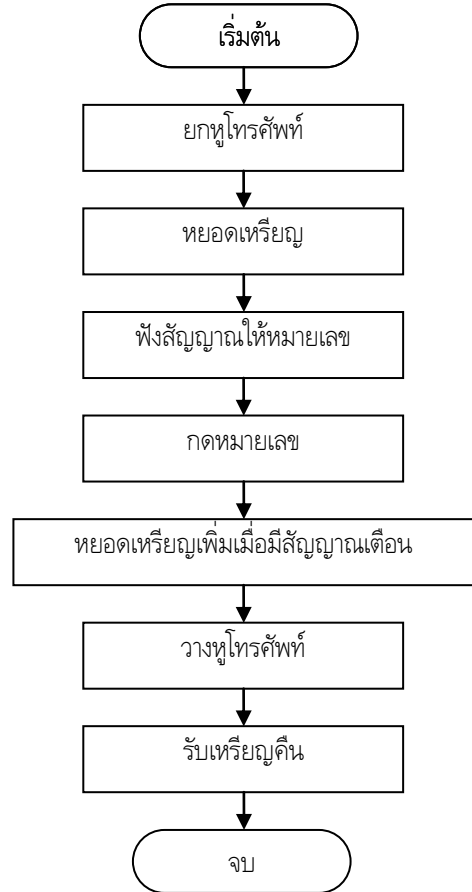 เริ่มต้น
ยกหูโทรศัพท์
หยอดเหรียญ
ฟังสัญญาณให้หมายเลข
กดหมายเลข
หยอดเหรียญเพิ่มเมื่อมีสัญญาณเตือน
วางหูโทรศัพท์
รับเหรียญคืน
จบ